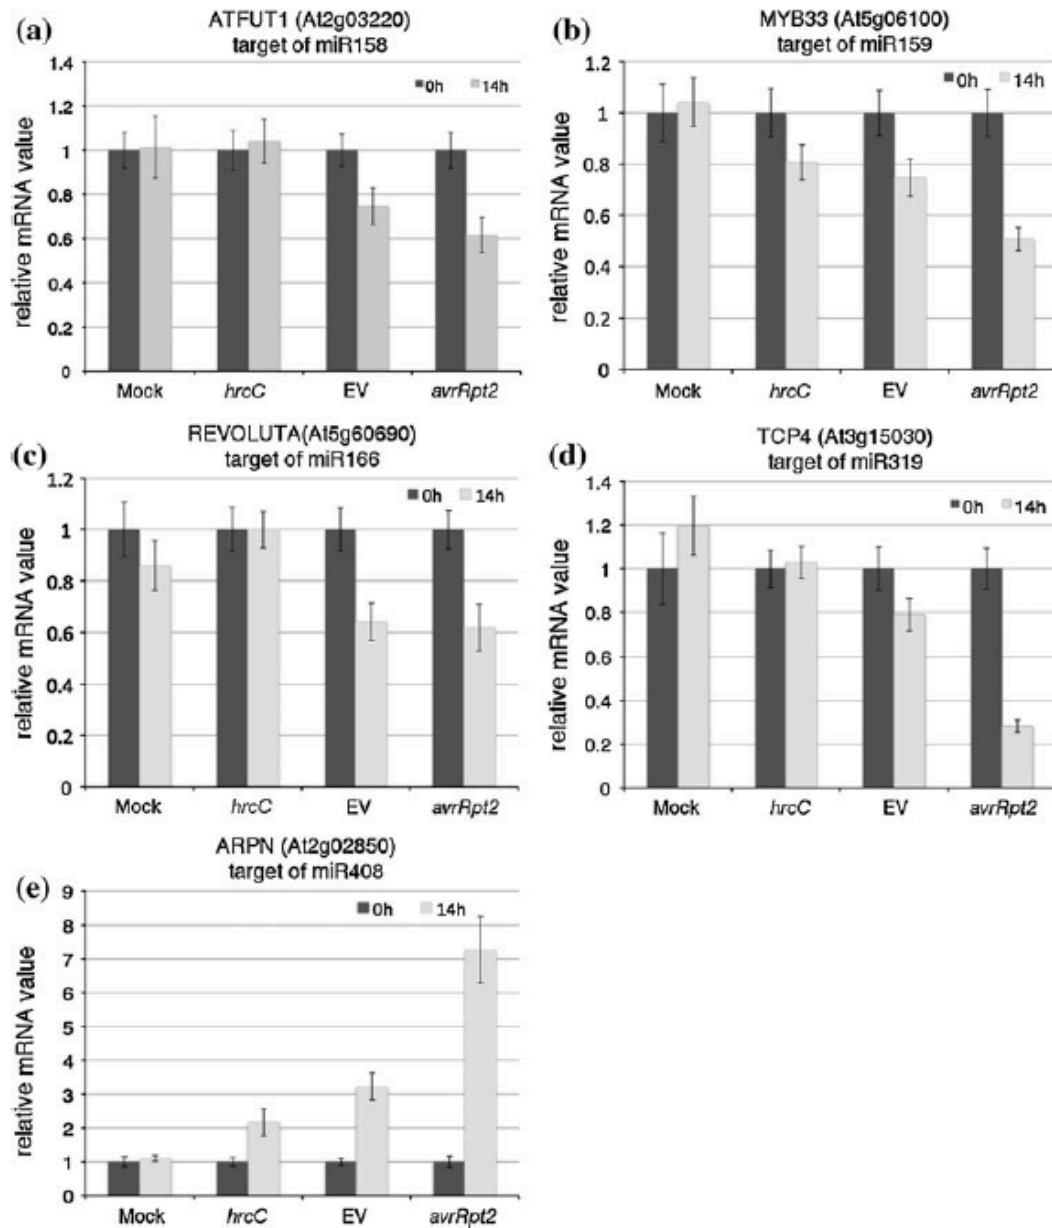 (a)
ATFUT1 (At2g03220)
target of miR158
relative mRNA value
1.4
1.2
1
0.8
0.6
0.4
0.2
0
0h 14h
Mock hrcC EV avrRpt2
(b)
MYB33 (At5g06100)
target of miR159
relative mRNA value
1.2
1
0.8
0.6
0.4
0.2
0
0h 14h
Mock hrcC EV avrRpt2
(c)
REVOLUTA(At5g60690)
target of miR166
relative mRNA value
1.2
1
0.8
0.6
0.4
0.2
0
0h 14h
Mock hrcC EV avrRpt2
(d)
TCP4 (At3g15030)
target of miR319
relative mRNA value
1.4
1.2
1
0.8
0.6
0.4
0.2
0
0h 14h
Mock hrcC EV avrRpt2
(e)
ARPN (At2g02850)
target of miR408
relative mRNA value
9
8
7
6
5
4
3
2
1
0
0h 14h
Mock hrcC EV avrRpt2